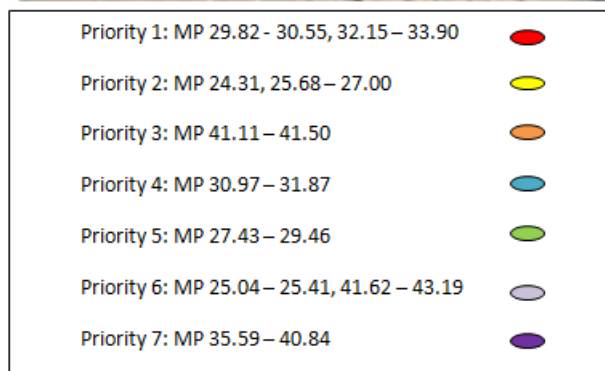 Priority 1: MP 29.82 - 30.55, 32.15 – 33.90
Priority 2: MP 24.31, 25.68 – 27.00
Priority 3: MP 41.11 – 41.50
Priority 4: MP 30.97 – 31.87
Priority 5: MP 27.43 – 29.46
Priority 6: MP 25.04 – 25.41, 41.62 – 43.19
Priority 7: MP 35.59 – 40.84